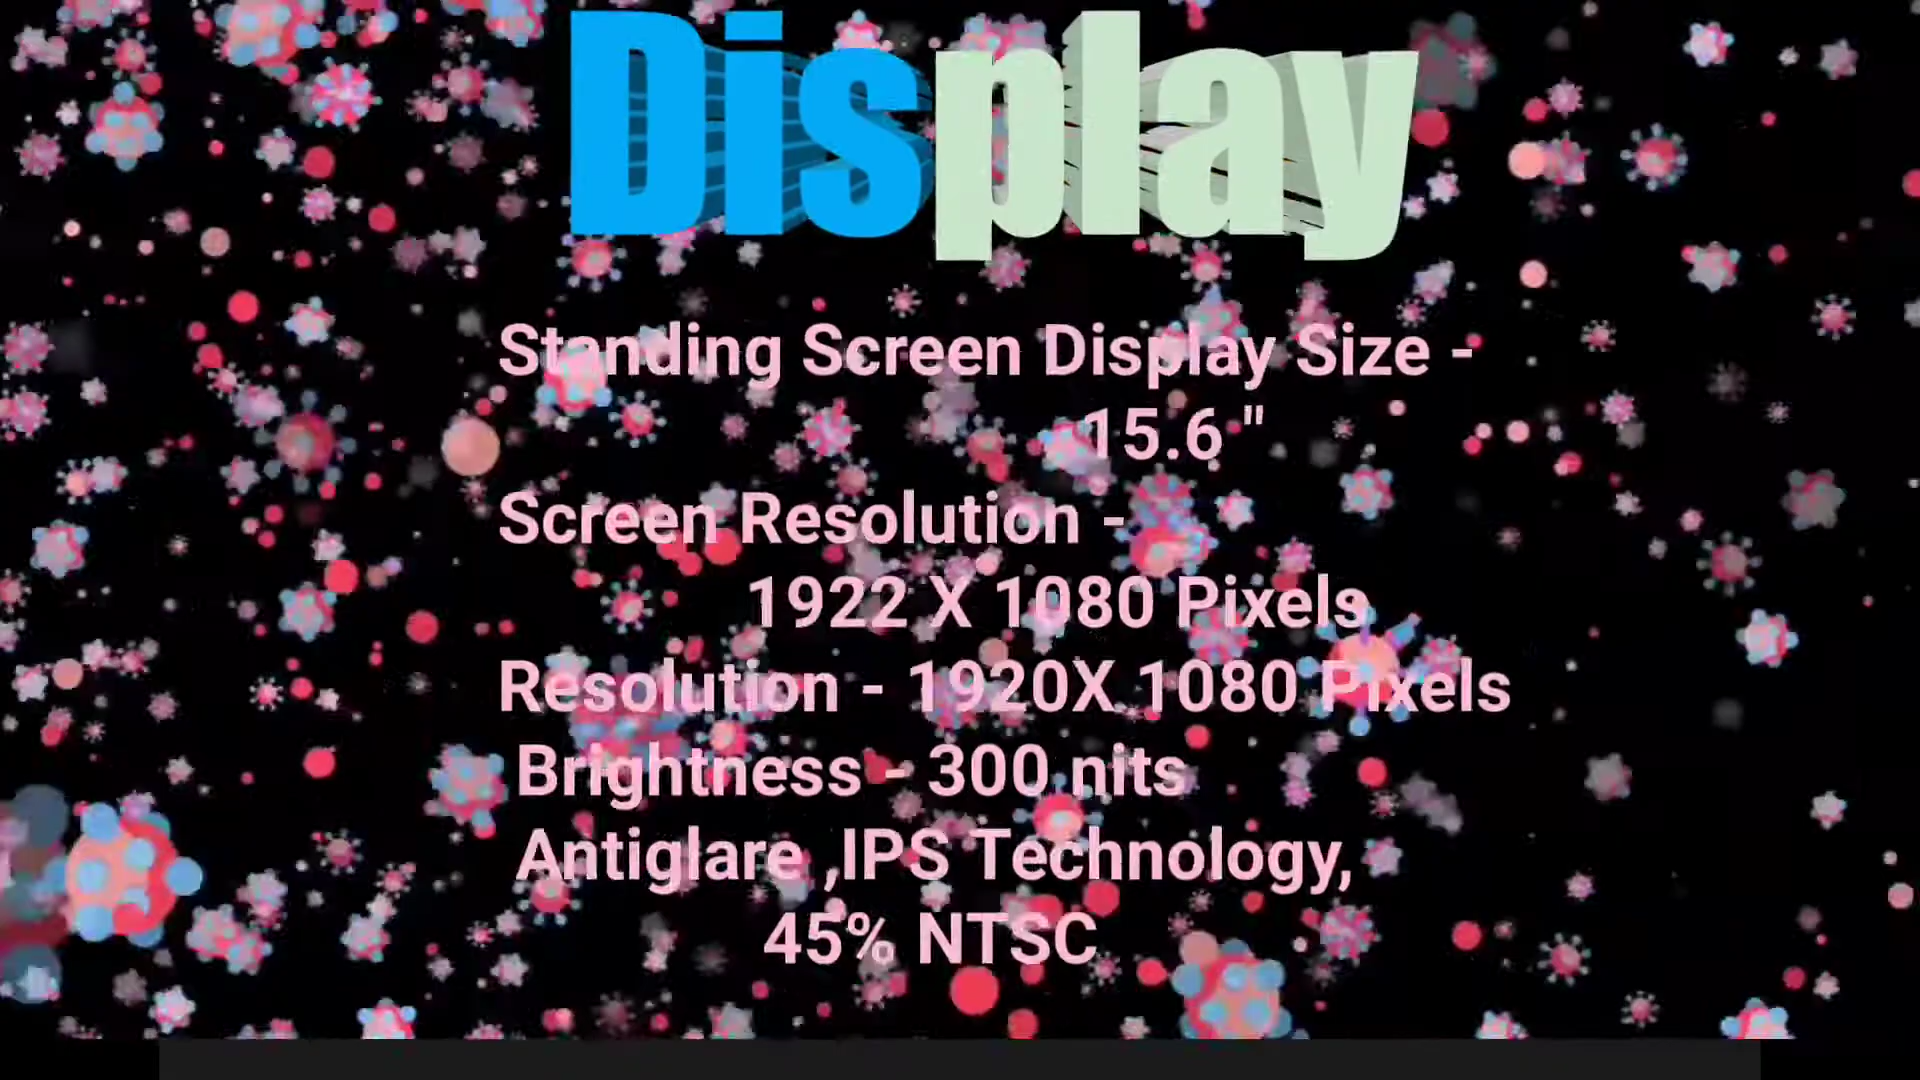 Display
Standing Screen Display Size -
15.6 "
Screen Resolution -
1922 X 1080 Pixels
Resolution - 1920X 1080 Pixels
Brightness - 300 nits
Antiglare ,IPS Technology,
45% NTSC